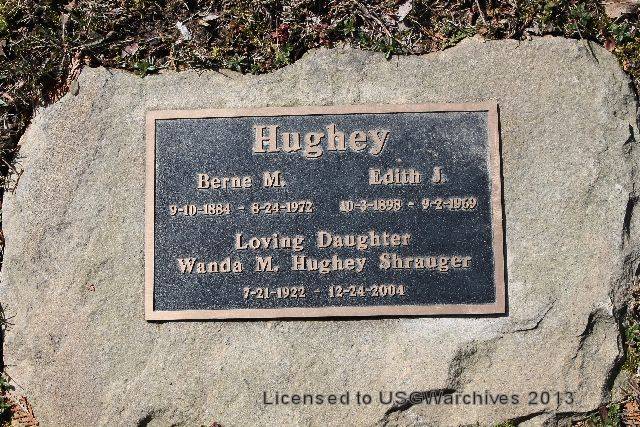 Hughey
Berne M. Edith J.
9-10-1884 - 8-24-1972 10-3-1898 - 9-2-1969
Loving Daughter
Wanda M. Hughey Shrauger
7-21-1922 - 12-24-2004
Licensed to USGWarchives 2013